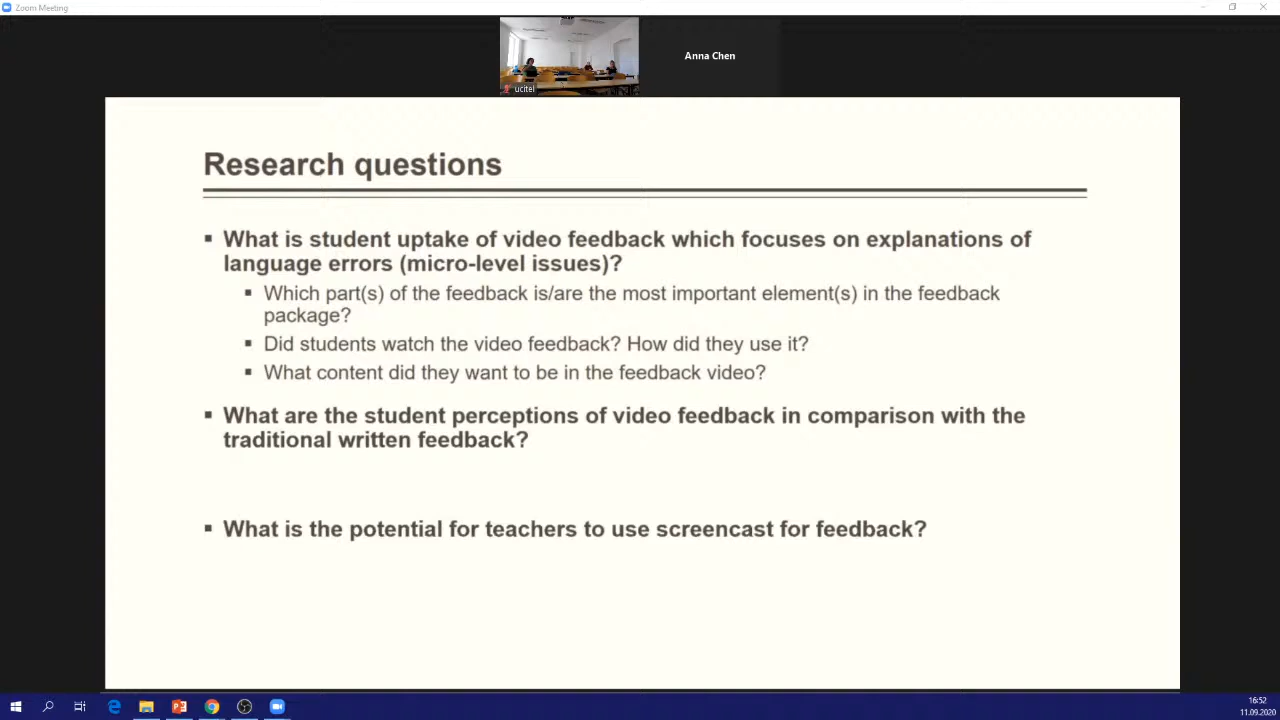 Zoom Meeting
ucitel
Anna Chen
Research questions
What is student uptake of video feedback which focuses on explanations of
language errors (micro-level issues)?
Which part(s) of the feedback is/are the most important element(s) in the feedback
package?
Did students watch the video feedback? How did they use it?
What content did they want to be in the feedback video?
What are the student perceptions of video feedback in comparison with the
traditional written feedback?
What is the potential for teachers to use screencast for feedback?
16:52
11.09.2020